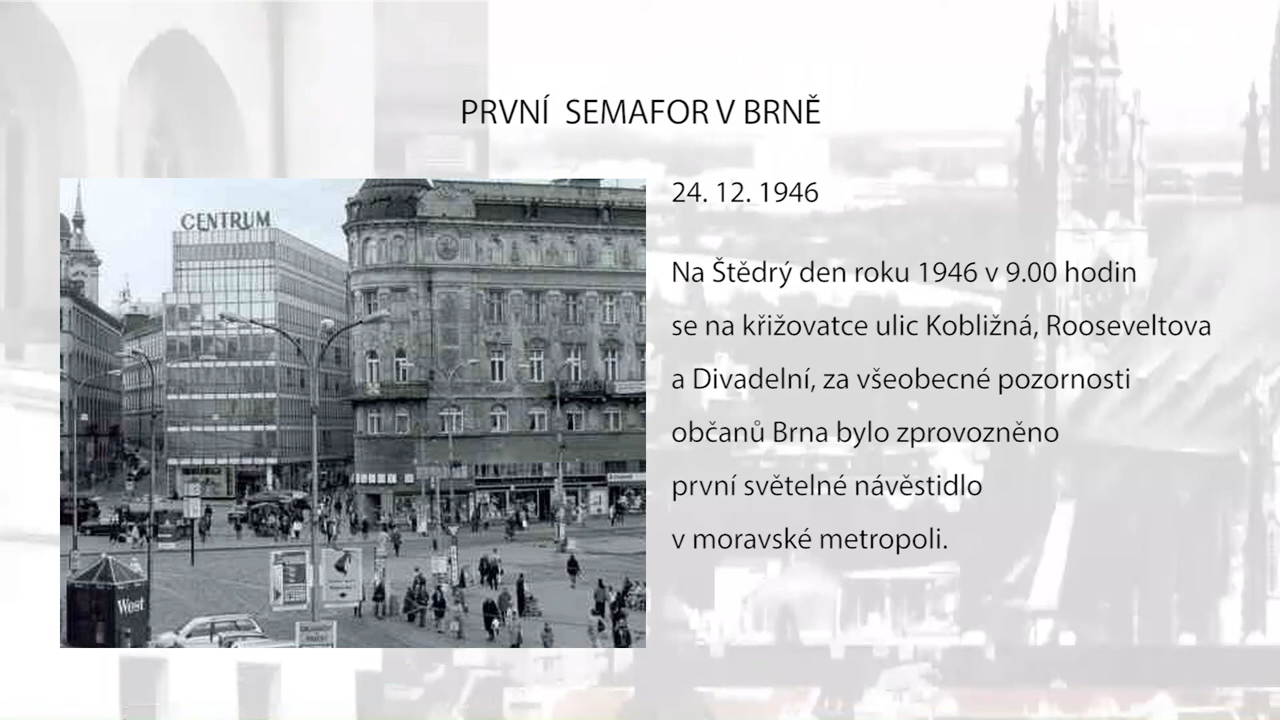 PRVNÍ SEMAFOR V BRNĚ
24. 12. 1946
Na Štědrý den roku 1946 v 9.00 hodin
se na křižovatce ulic Kobližná, Rooseveltova
a Divadelní, za všeobecné pozornosti
občanů Brna bylo zprovozněno
první světelné návěstidlo
v moravské metropoli.
CENTRUM
West